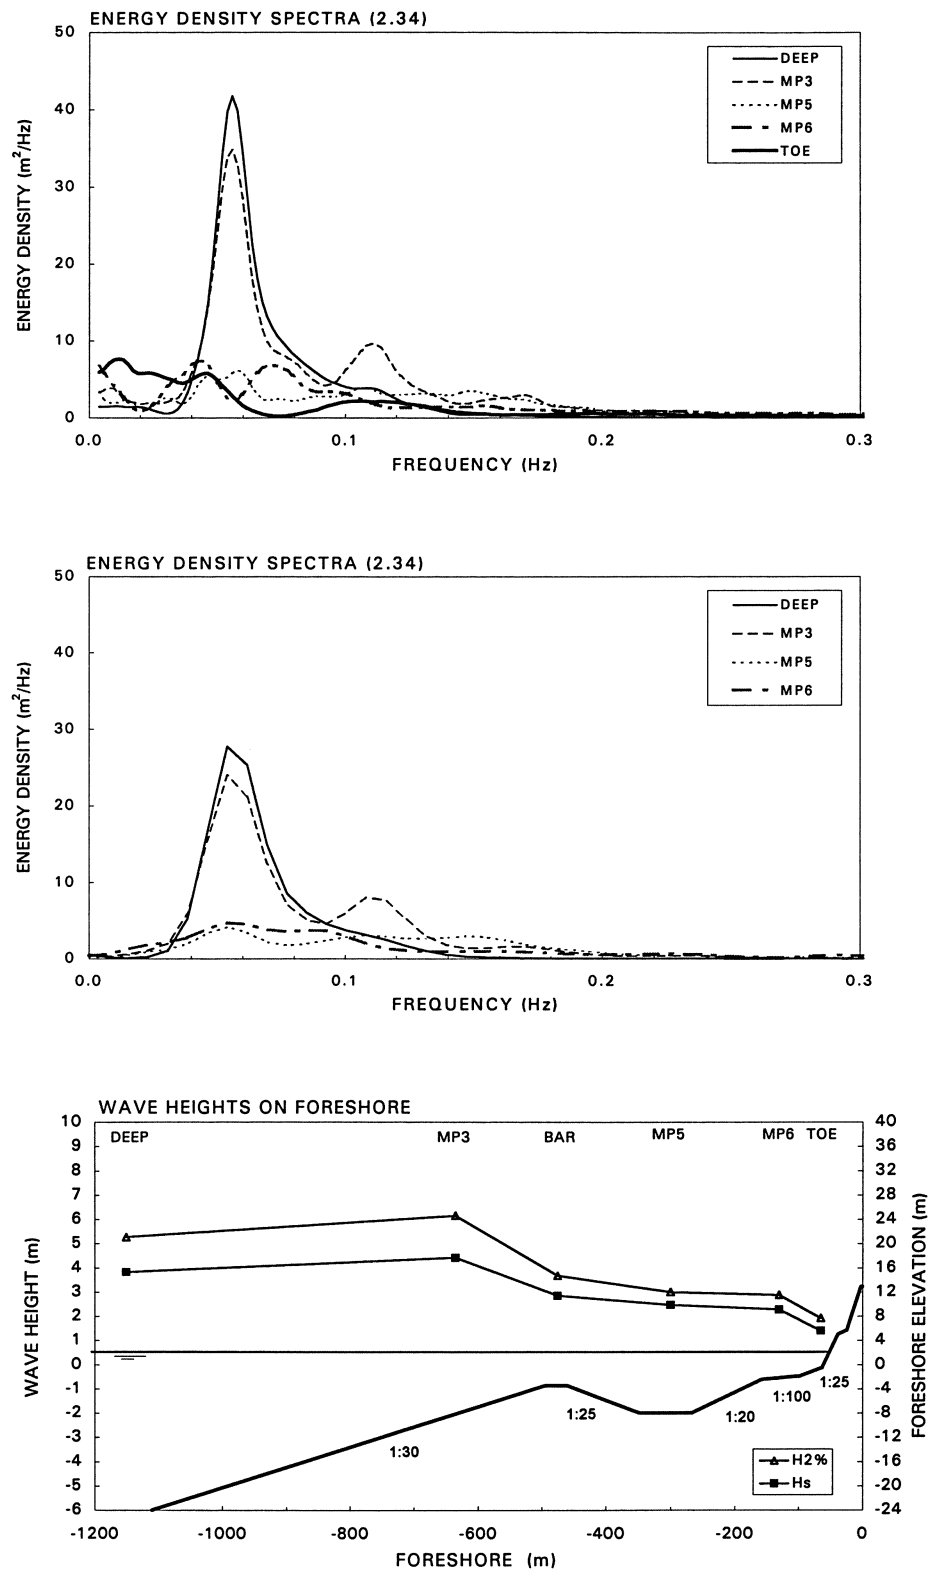 ENERGY DENSITY SPECTRA (2.34)
50
40
30
20
10
0
ENERGY DENSITY (m²/Hz)
DEEP
MP3
MP5
MP6
TOE
0.0 0.1 0.2 0.3
FREQUENCY (Hz)
ENERGY DENSITY SPECTRA (2.34)
50
40
30
20
10
0
ENERGY DENSITY (m²/Hz)
DEEP
MP3
MP5
MP6
0.0 0.1 0.2 0.3
FREQUENCY (Hz)
WAVE HEIGHTS ON FORESHORE
DEEP MP3 BAR MP5 MP6 TOE
10 40
9 36
8 32
7 28
6 24
5 20
4 16
3 12
2 8
1 4
0 0
-1 -4
-2 -8
-3 -12
-4 -16
-5 -20
-6 -24
WAVE HEIGHT (m)
FORESHORE ELEVATION (m)
1:30
1:25
1:20
1:100
1:25
H2%
Hs
-1200 -1000 -800 -600 -400 -200 0
FORESHORE (m)